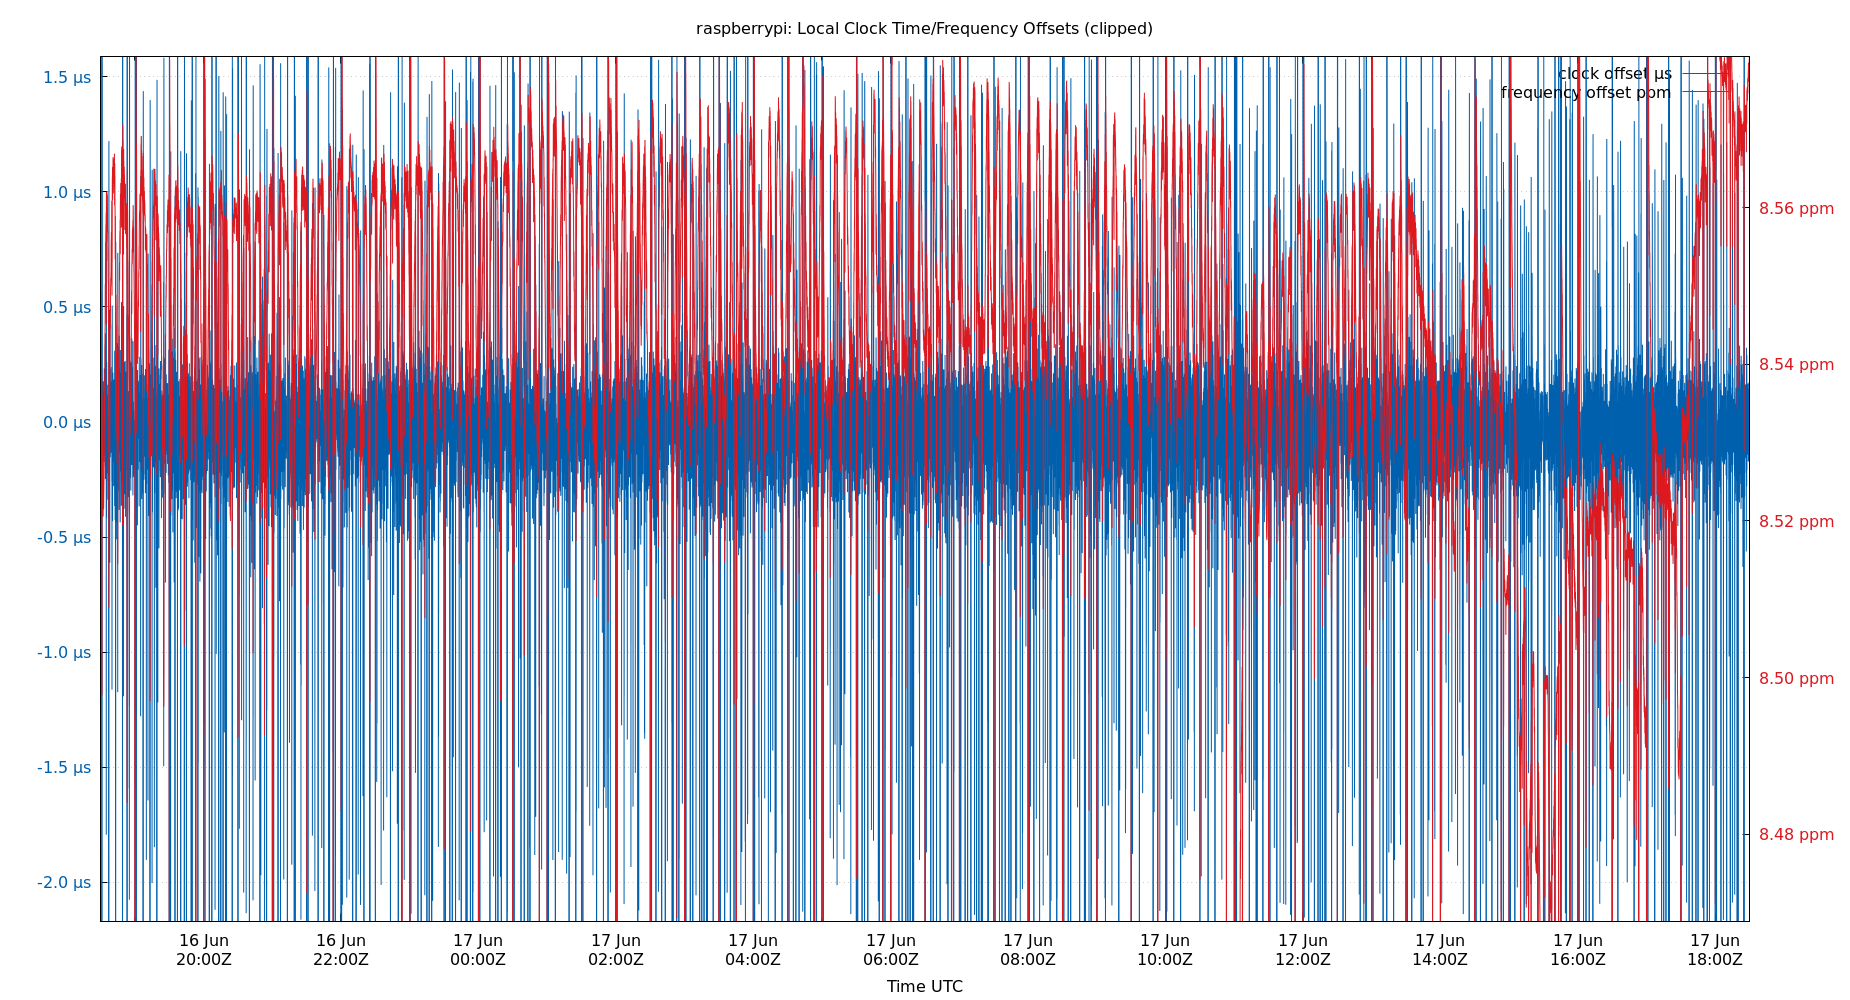 raspberrypi: Local Clock Time/Frequency Offsets (clipped)
clock offset µs
frequency offset ppm
1.5 µs
1.0 µs
0.5 µs
0.0 µs
-0.5 µs
-1.0 µs
-1.5 µs
-2.0 µs
8.56 ppm
8.54 ppm
8.52 ppm
8.50 ppm
8.48 ppm
16 Jun 16 Jun 17 Jun 17 Jun 17 Jun 17 Jun 17 Jun 17 Jun 17 Jun 17 Jun 17 Jun 17 Jun
20:00Z 22:00Z 00:00Z 02:00Z 04:00Z 06:00Z 08:00Z 10:00Z 12:00Z 14:00Z 16:00Z 18:00Z
Time UTC